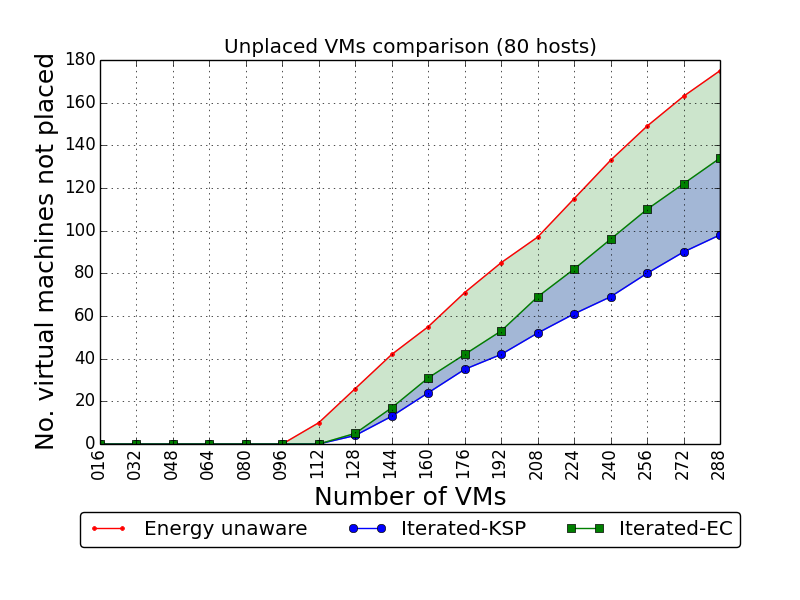 Unplaced VMs comparison (80 hosts)
No. virtual machines not placed
180
160
140
120
100
80
60
40
20
0
016 032 048 064 080 096 112 128 144 160 176 192 208 224 240 256 272 288
Number of VMs
Energy unaware Iterated-KSP Iterated-EC